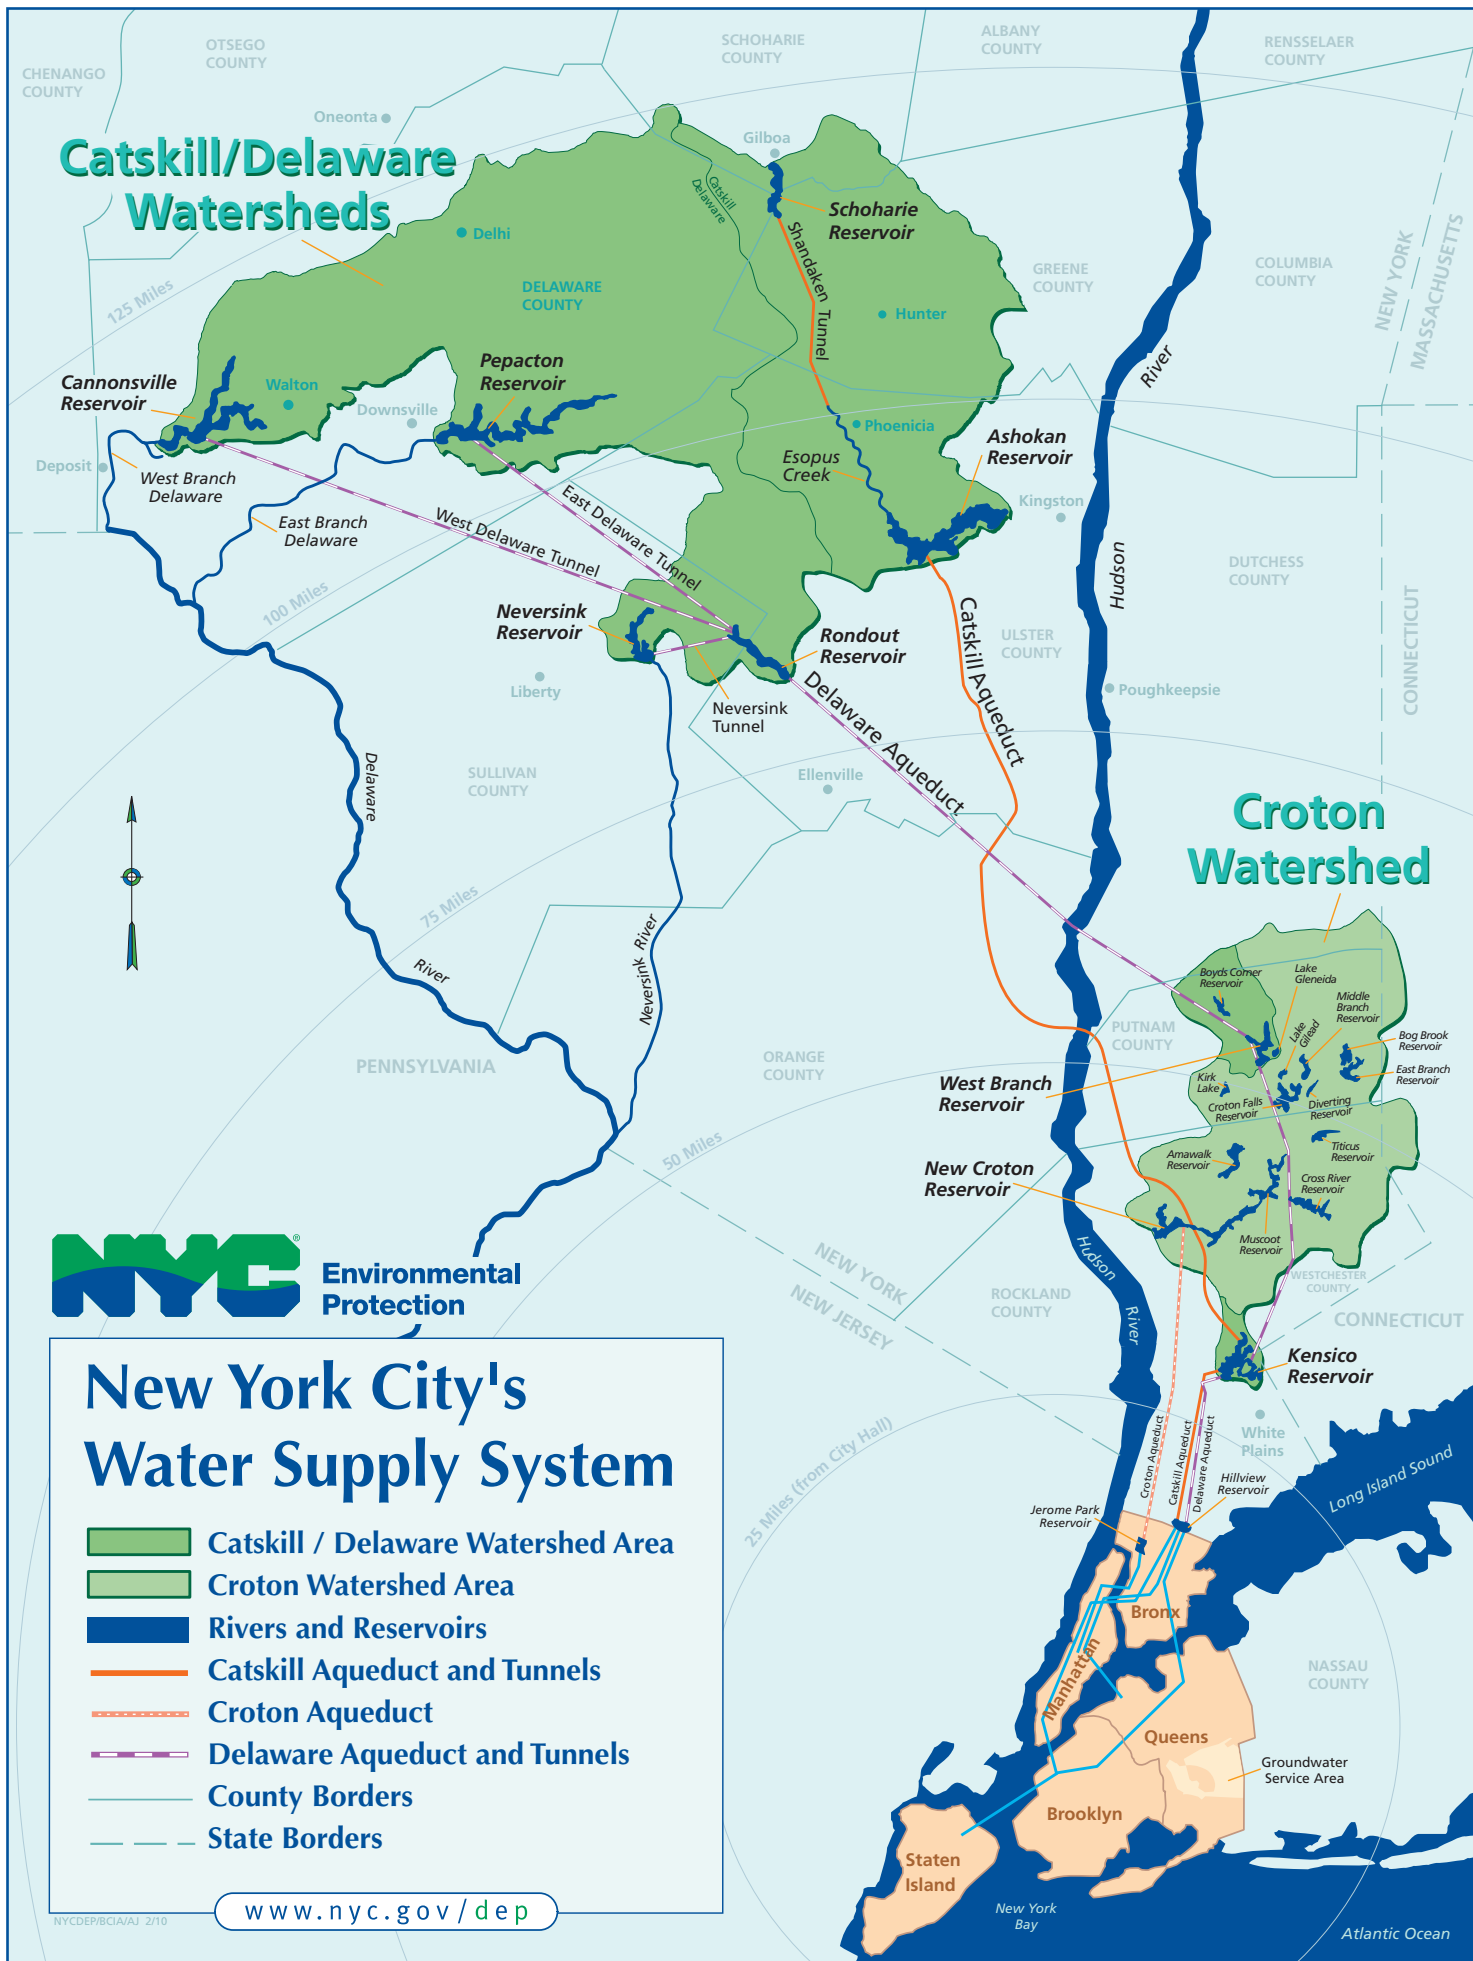 OTSEGO
COUNTY
SCHOHARIE
COUNTY
ALBANY
COUNTY
RENSSELAER
COUNTY
CHENANGO
COUNTY
Oneonta
Gilboa
Catskill/Delaware
Watersheds
Catskill
Delaware
Schoharie
Reservoir
Delhi
Shandaken Tunnel
GREENE
COUNTY
COLUMBIA
COUNTY
NEW YORK
MASSACHUSETTS
125 Miles
DELAWARE
COUNTY
Hunter
River
Cannonsville
Reservoir
Walton
Pepacton
Reservoir
Downsville
Phoenicia
Ashokan
Reservoir
Esopus
Creek
Kingston
Deposit
West Branch
Delaware
East Branch
Delaware
West Delaware Tunnel
East Delaware Tunnel
Hudson
DUTCHESS
COUNTY
CONNECTICUT
100 Miles
Neversink
Reservoir
Rondout
Reservoir
Catskill Aqueduct
ULSTER
COUNTY
Liberty
Neversink
Tunnel
Delaware Aqueduct
Poughkeepsie
Delaware
SULLIVAN
COUNTY
Ellenville
Croton
Watershed
75 Miles
River
Neversink River
Boyds Corner
Reservoir
Lake
Gleneida
Middle
Branch
Reservoir
Lake
Gilead
Bog Brook
Reservoir
East Branch
Reservoir
PUTNAM
COUNTY
PENNSYLVANIA
ORANGE
COUNTY
West Branch
Reservoir
Kirk
Lake
Croton Falls
Reservoir
Diverting
Reservoir
50 Miles
Titicus
Reservoir
Amawalk
Reservoir
New Croton
Reservoir
Cross River
Reservoir
Muscoot
Reservoir
Hudson
River
NEW YORK
NEW JERSEY
ROCKLAND
COUNTY
WESTCHESTER
COUNTY
CONNECTICUT
Kensico
Reservoir
NYC®
Environmental
Protection
New York City's
Water Supply System
Catskill / Delaware Watershed Area
Croton Watershed Area
Rivers and Reservoirs
Catskill Aqueduct and Tunnels
Croton Aqueduct
Delaware Aqueduct and Tunnels
County Borders
State Borders
www.nyc.gov/dep
NYCDEP/BCIA/AJ 2/10
25 Miles (from City Hall)
Croton Aqueduct
Catskill Aqueduct
Delaware Aqueduct
White
Plains
Hillview
Reservoir
Jerome Park
Reservoir
Long Island Sound
Bronx
Manhattan
NASSAU
COUNTY
Queens
Groundwater
Service Area
Brooklyn
Staten
Island
New York
Bay
Atlantic Ocean